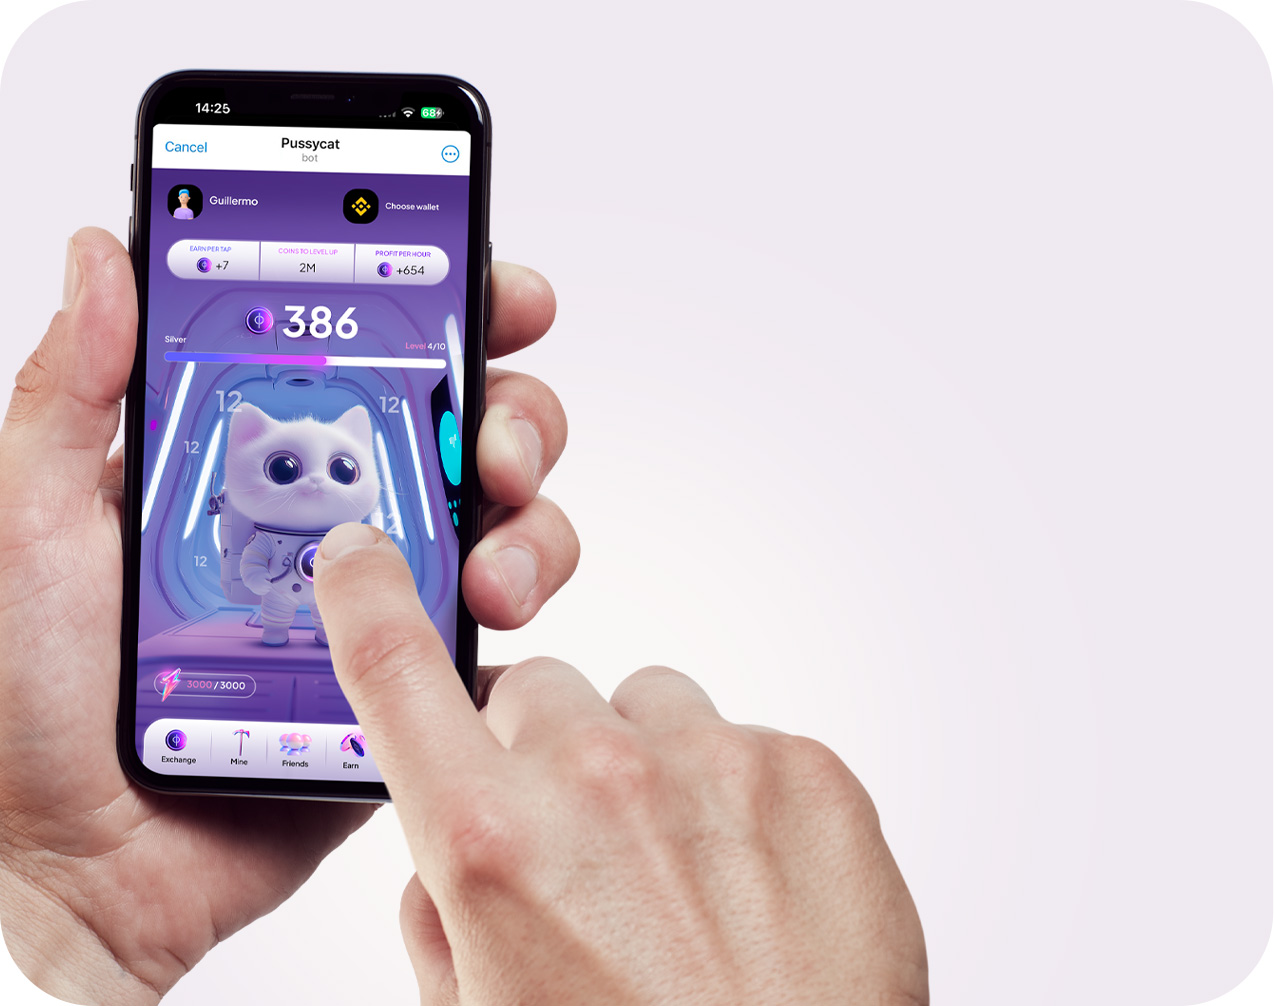 14:25
68
Cancel
Pussycat
bot
Guillermo
Choose wallet
EARN PER TAP
COINS TO LEVEL UP
PROFIT PER HOUR
+7
2M
+654
386
Silver
Level 4/10
12
12
12
12
12
3000 / 3000
Exchange
Mine
Friends
Earn